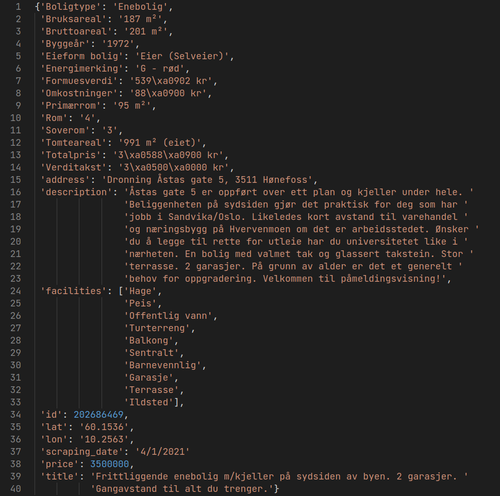 1 {'Boligtype': 'Enebolig',
2 'Bruksareal': '187 m²',
3 'Bruttoareal': '201 m²',
4 'Byggeår': '1972',
5 'Eieform bolig': 'Eier (Selveier)',
6 'Energimerking': 'G - rød',
7 'Formuesverdi': '539\xa0902 kr',
8 'Omkostninger': '88\xa0900 kr',
9 'Primærrom': '95 m²',
10 'Rom': '4',
11 'Soverom': '3',
12 'Tomteareal': '991 m² (eiet)',
13 'Totalpris': '3\xa0588\xa0900 kr',
14 'Verditakst': '3\xa0500\xa0000 kr',
15 'address': 'Dronning Åstas gate 5, 3511 Hønefoss',
16 'description': 'Åstas gate 5 er oppført over ett plan og kjeller under hele. '
17 'Beliggenheten på sydsiden gjør det praktisk for deg som har '
18 'jobb i Sandvika/Oslo. Likeledes kort avstand til varehandel '
19 'og næringsbygg på Hvervenmoen om det er arbeidsstedet. Ønsker '
20 'du å legge til rette for utleie har du universitetet like i '
21 'nærheten. En bolig med valmet tak og glassert takstein. Stor '
22 'terrasse. 2 garasjer. På grunn av alder er det et generelt '
23 'behov for oppgradering. Velkommen til påmeldingsvisning!',
24 'facilities': ['Hage',
25 'Peis',
26 'Offentlig vann',
27 'Turterreng',
28 'Balkong',
29 'Sentralt',
30 'Barnevennlig',
31 'Garasje',
32 'Terrasse',
33 'Ildsted'],
34 'id': 202686469,
35 'lat': '60.1536',
36 'lon': '10.2563',
37 'scraping_date': '4/1/2021'
38 'price': 3500000,
39 'title': 'Frittliggende enebolig m/kjeller på sydsiden av byen. 2 garasjer. '
40 'Gangavstand til alt du trenger.'}